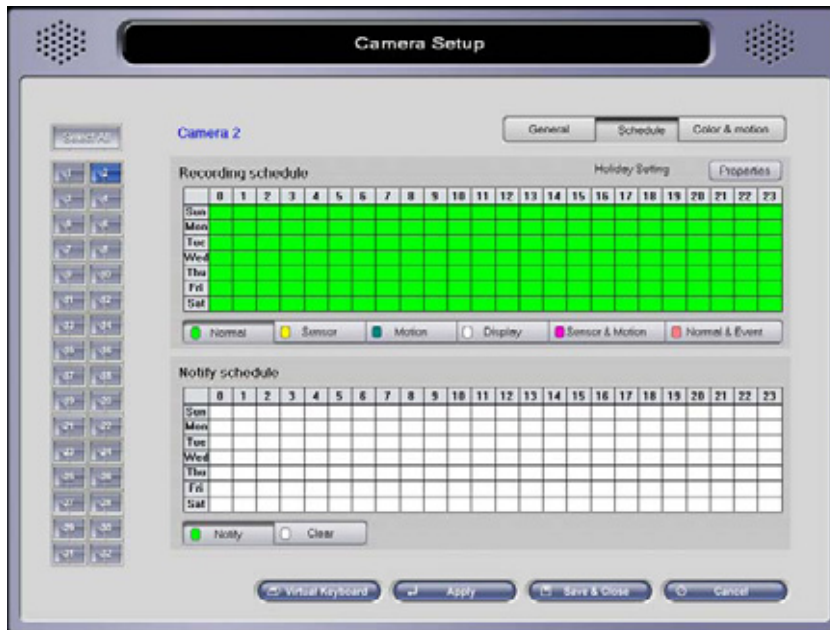 Camera Setup
Select All
Camera 2
General Schedule Color & motion
Recording schedule
Holiday Setting Properties
0 1 2 3 4 5 6 7 8 9 10 11 12 13 14 15 16 17 18 19 20 21 22 23
Sun
Mon
Tue
Wed
Thu
Fri
Sat
Normal Sensor Motion Display Sensor & Motion Normal & Event
Notify schedule
0 1 2 3 4 5 6 7 8 9 10 11 12 13 14 15 16 17 18 19 20 21 22 23
Sun
Mon
Tue
Wed
Thu
Fri
Sat
Notify Clear
Virtual Keyboard Apply Save & Close Cancel